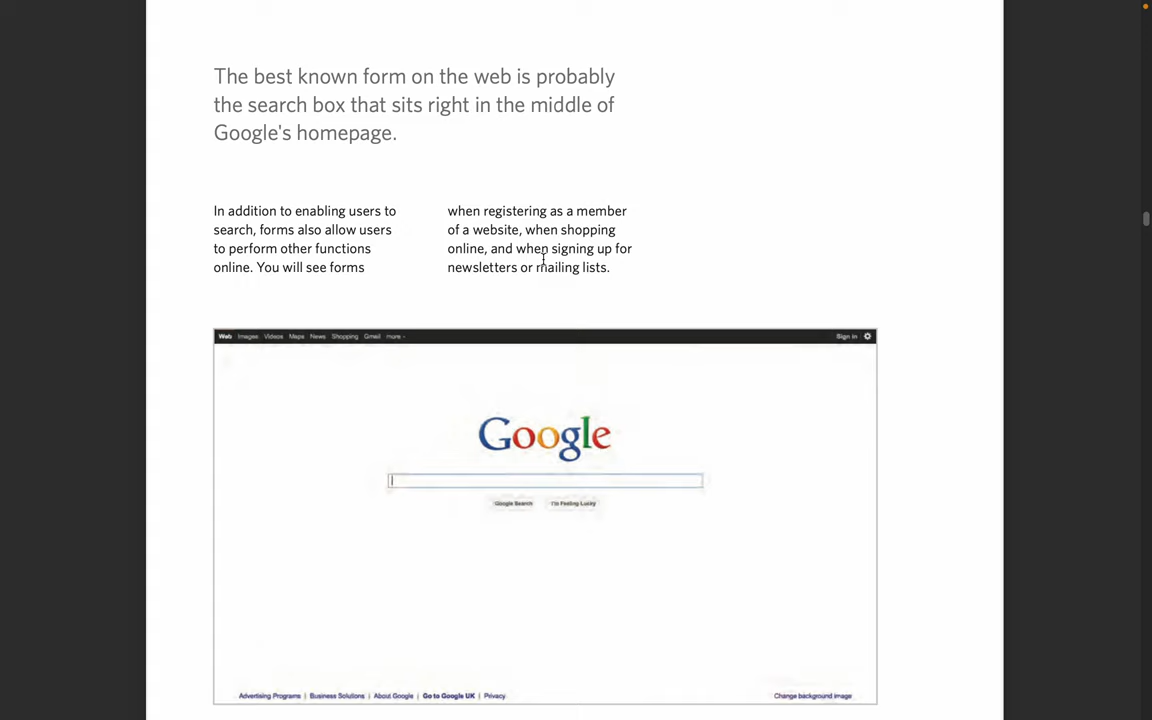 The best known form on the web is probably
the search box that sits right in the middle of
Google's homepage.
In addition to enabling users to
search, forms also allow users
to perform other functions
online. You will see forms
when registering as a member
of a website, when shopping
online, and when signing up for
newsletters or mailing lists.
Web Images Videos Maps News Shopping Gmail more Sign in
Google
Google Search I'm Feeling Lucky
Advertising Programs | Business Solutions | About Google | Go to Google UK | Privacy Change background image